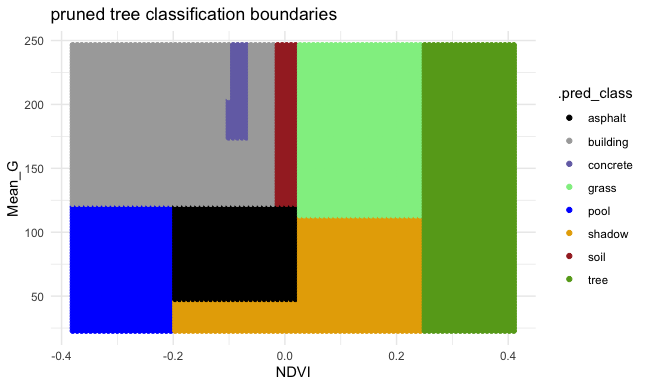 pruned tree classification boundaries
250
200
150
100
50
Mean_G
-0.4
-0.2
0.0
0.2
0.4
NDVI
.pred_class
asphalt
building
concrete
grass
pool
shadow
soil
tree